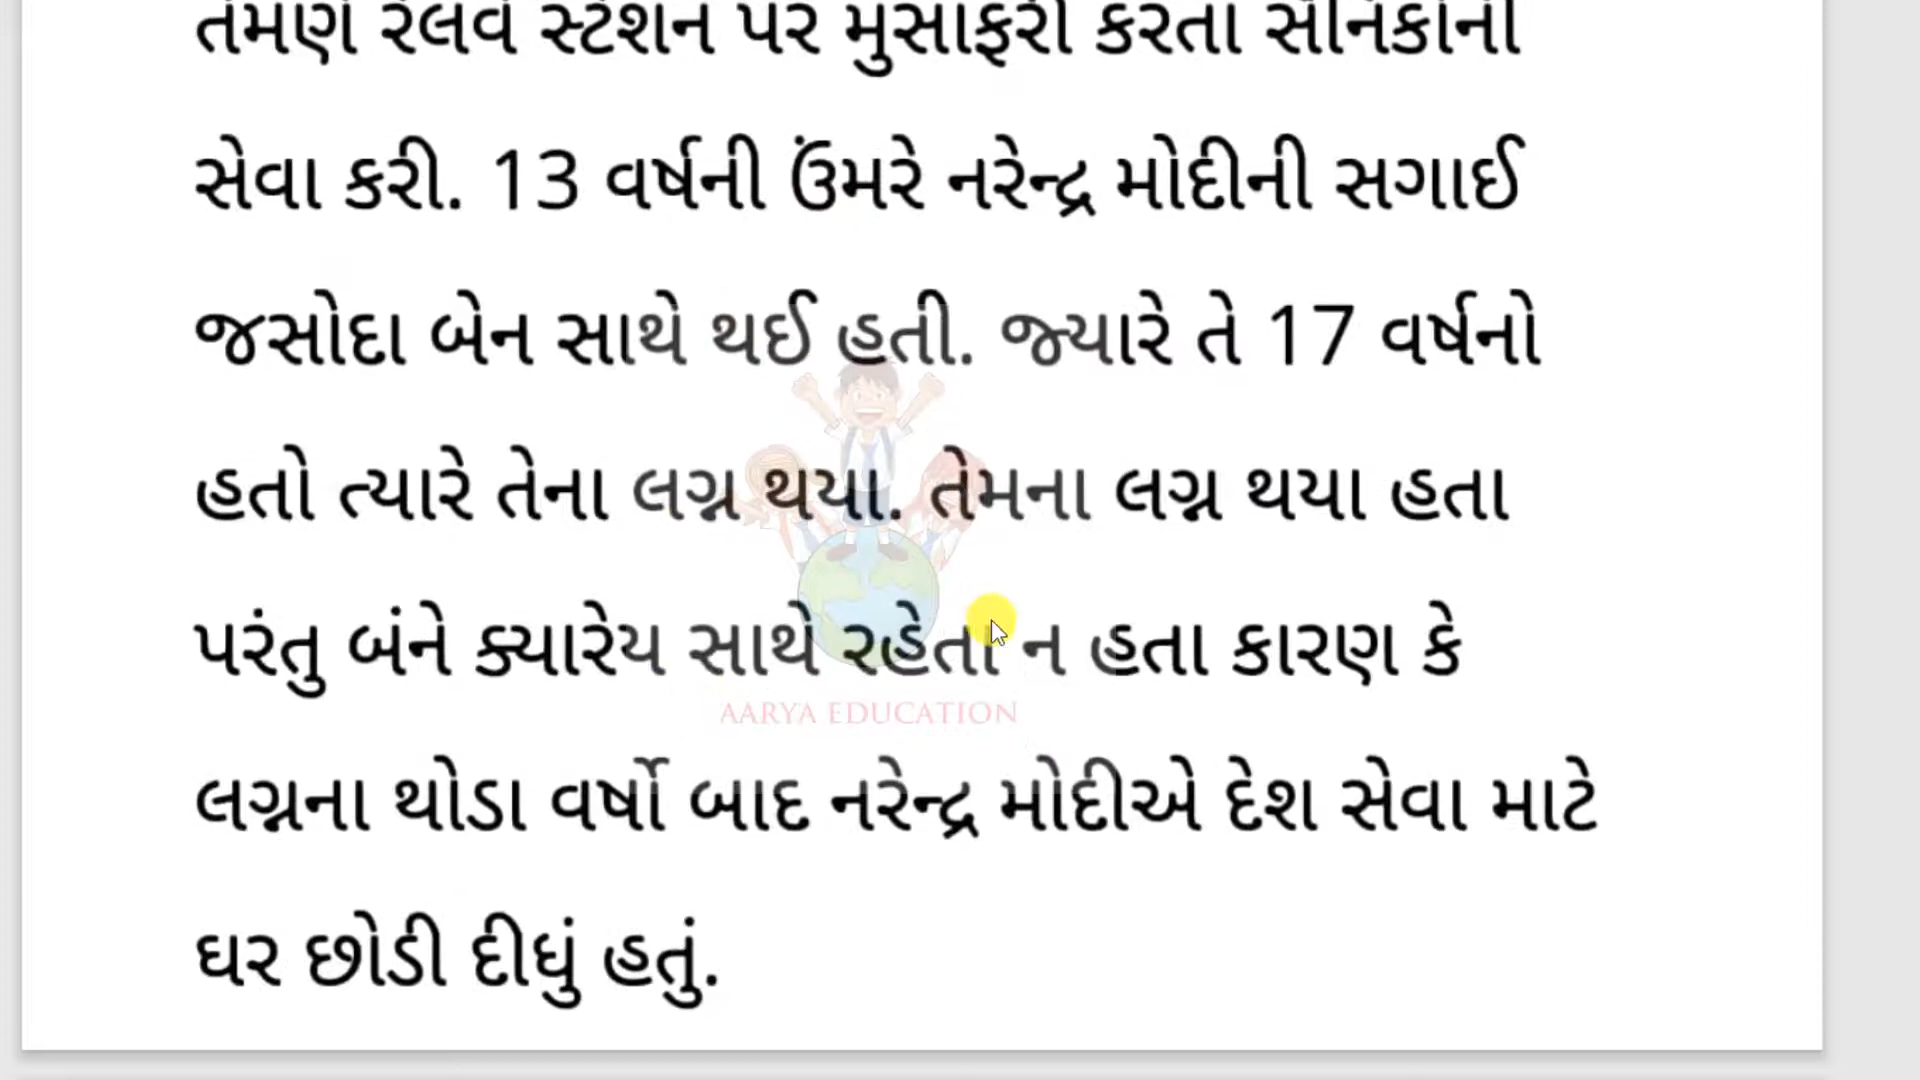 તેમણે રેલવે સ્ટેશન પર મુસાફરી કરતા સૈનિકોની
સેવા કરી. 13 વર્ષની ઉંમરે નરેન્દ્ર મોદીની સગાઈ
જસોદા બેન સાથે થઈ હતી. જ્યારે તે 17 વર્ષનો
હતો ત્યારે તેના લગ્ન થયા. તેમના લગ્ન થયા હતા
પરંતુ બંને ક્યારેય સાથે રહેતા ન હતા કારણ કે
AARYA EDUCATION
લગ્નના થોડા વર્ષો બાદ નરેન્દ્ર મોદીએ દેશ સેવા માટે
ઘર છોડી દીધું હતું.